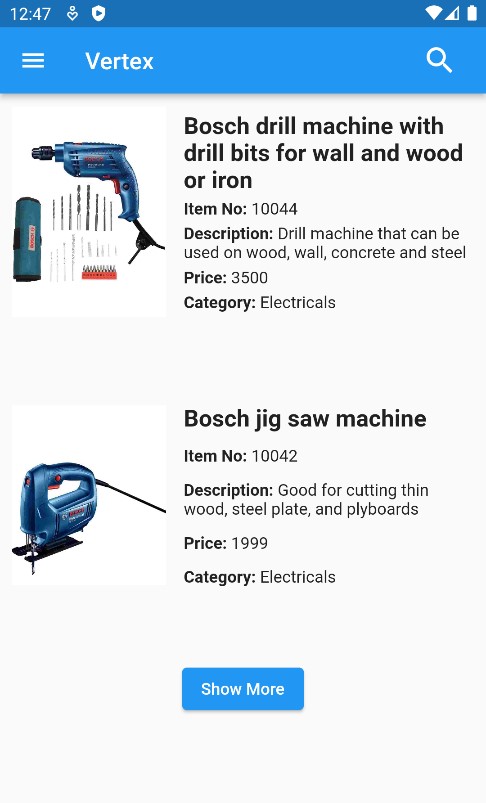 12:47
Vertex
Bosch drill machine with
drill bits for wall and wood
or iron
Item No: 10044
Description: Drill machine that can be
used on wood, wall, concrete and steel
Price: 3500
Category: Electricals
Bosch jig saw machine
Item No: 10042
Description: Good for cutting thin
wood, steel plate, and plyboards
Price: 1999
Category: Electricals
Show More